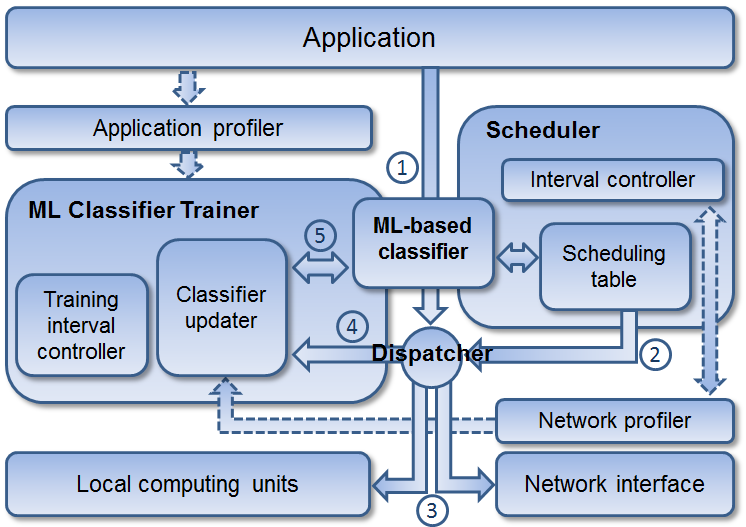 Application
Application profiler
Scheduler
1
Interval controller
ML Classifier Trainer
ML-based
classifier
5
Scheduling
table
Classifier
updater
Training
interval
controller
4
Dispatcher
2
Network profiler
Local computing units
3
Network interface